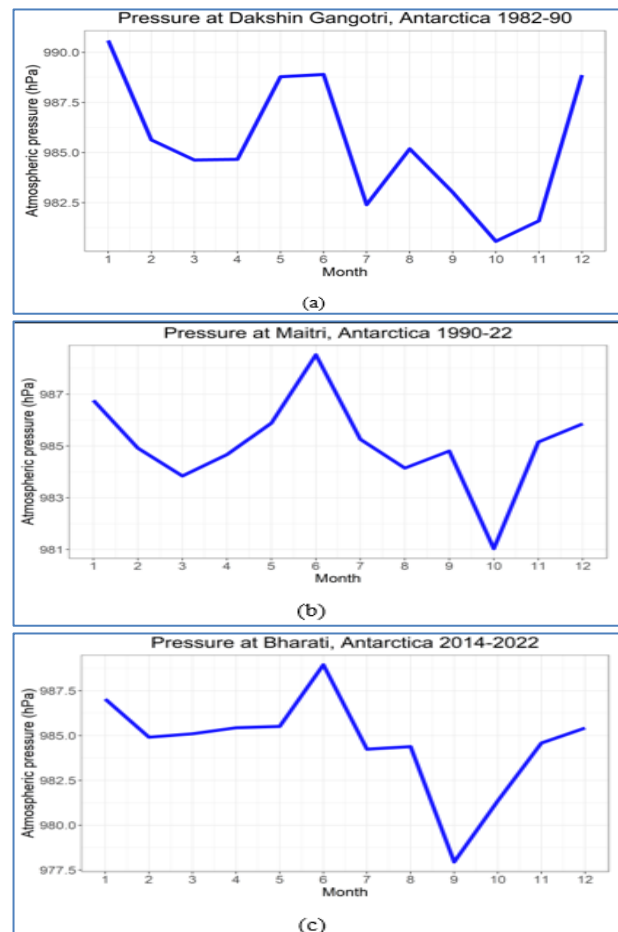 Pressure at Dakshin Gangotri, Antarctica 1982-90
Atmospheric pressure (hPa)
990.0
987.5
985.0
982.5
1 2 3 4 5 6 7 8 9 10 11 12
Month
(a)
Pressure at Maitri, Antarctica 1990-22
Atmospheric pressure (hPa)
987
985
983
981
1 2 3 4 5 6 7 8 9 10 11 12
Month
(b)
Pressure at Bharati, Antarctica 2014-2022
Atmospheric pressure (hPa)
987.5
985.0
982.5
980.0
977.5
1 2 3 4 5 6 7 8 9 10 11 12
Month
(c)